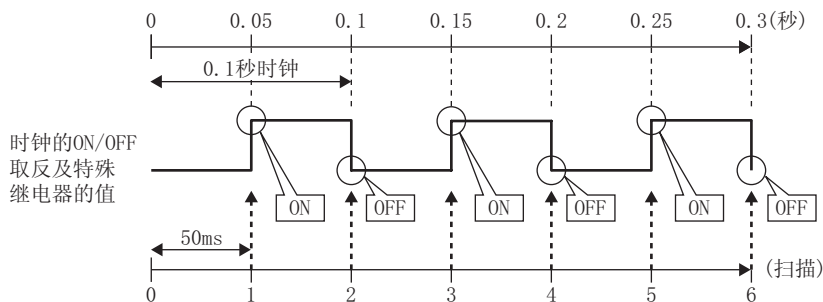 0 0.05 0.1 0.15 0.2 0.25 0.3(秒)
0.1秒时钟
时钟的ON/OFF
取反及特殊
继电器的值
ON OFF ON OFF ON OFF
50ms
(扫描)
0 1 2 3 4 5 6